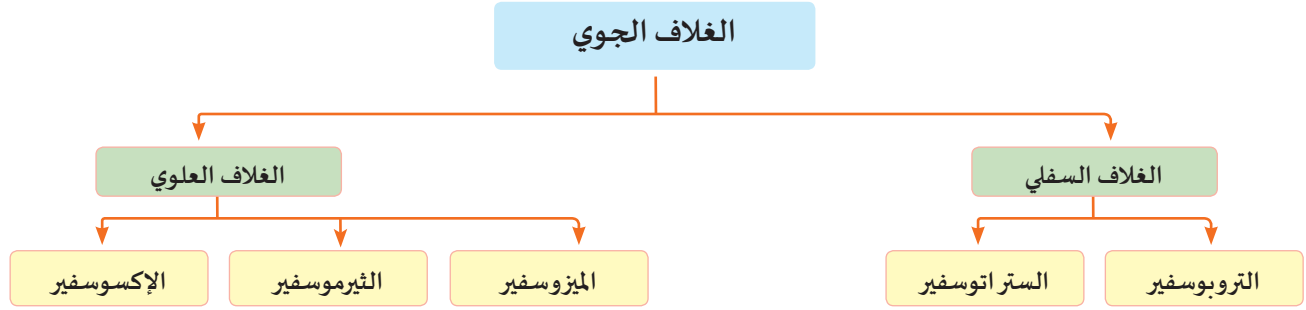 الغلاف الجوي
الغلاف السفلي
الغلاف العلوي
التروبوسفير
الستراتوسفير
الميزوسفير
الثيرموسفير
الإكسوسفير